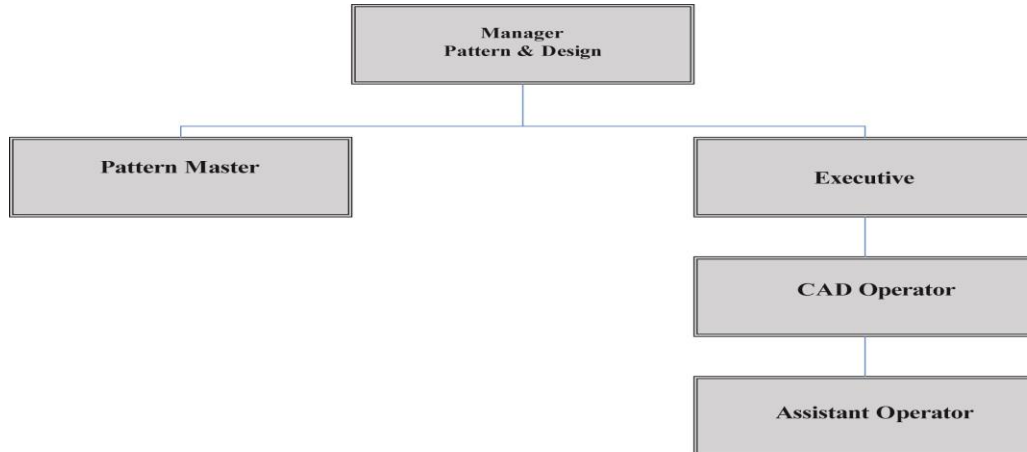 Manager
Pattern & Design
Pattern Master
Executive
CAD Operator
Assistant Operator